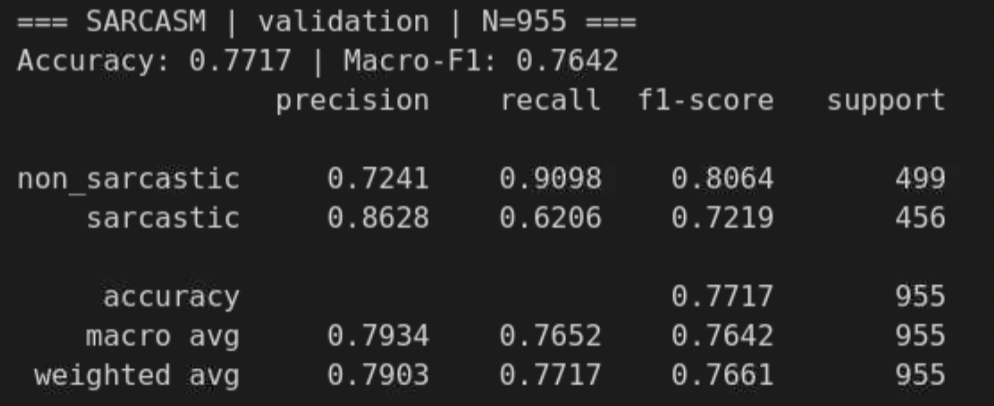 === SARCASM | validation | N=955 ===
Accuracy: 0.7717 | Macro-F1: 0.7642
precision recall f1-score support
non_sarcastic 0.7241 0.9098 0.8064 499
sarcastic 0.8628 0.6206 0.7219 456
accuracy 0.7717 955
macro avg 0.7934 0.7652 0.7642 955
weighted avg 0.7903 0.7717 0.7661 955